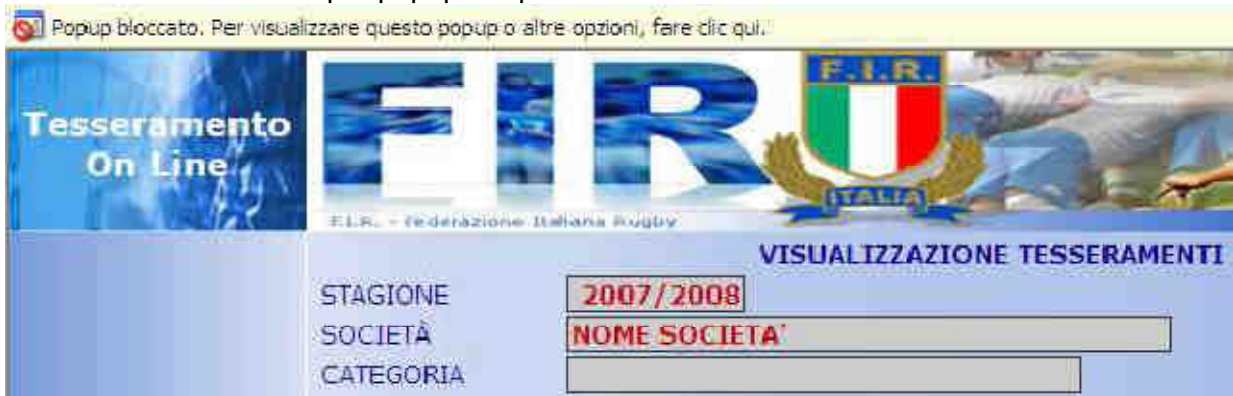 Popup bloccato. Per visualizzare questo popup o altre opzioni, fare clic qui.
Tesseramento
On Line
FIR
F.I.R.
ITALIA
F.I.R. - Federazione Italiana Rugby
VISUALIZZAZIONE TESSERAMENTI
STAGIONE 2007/2008
SOCIETÀ NOME SOCIETA'
CATEGORIA